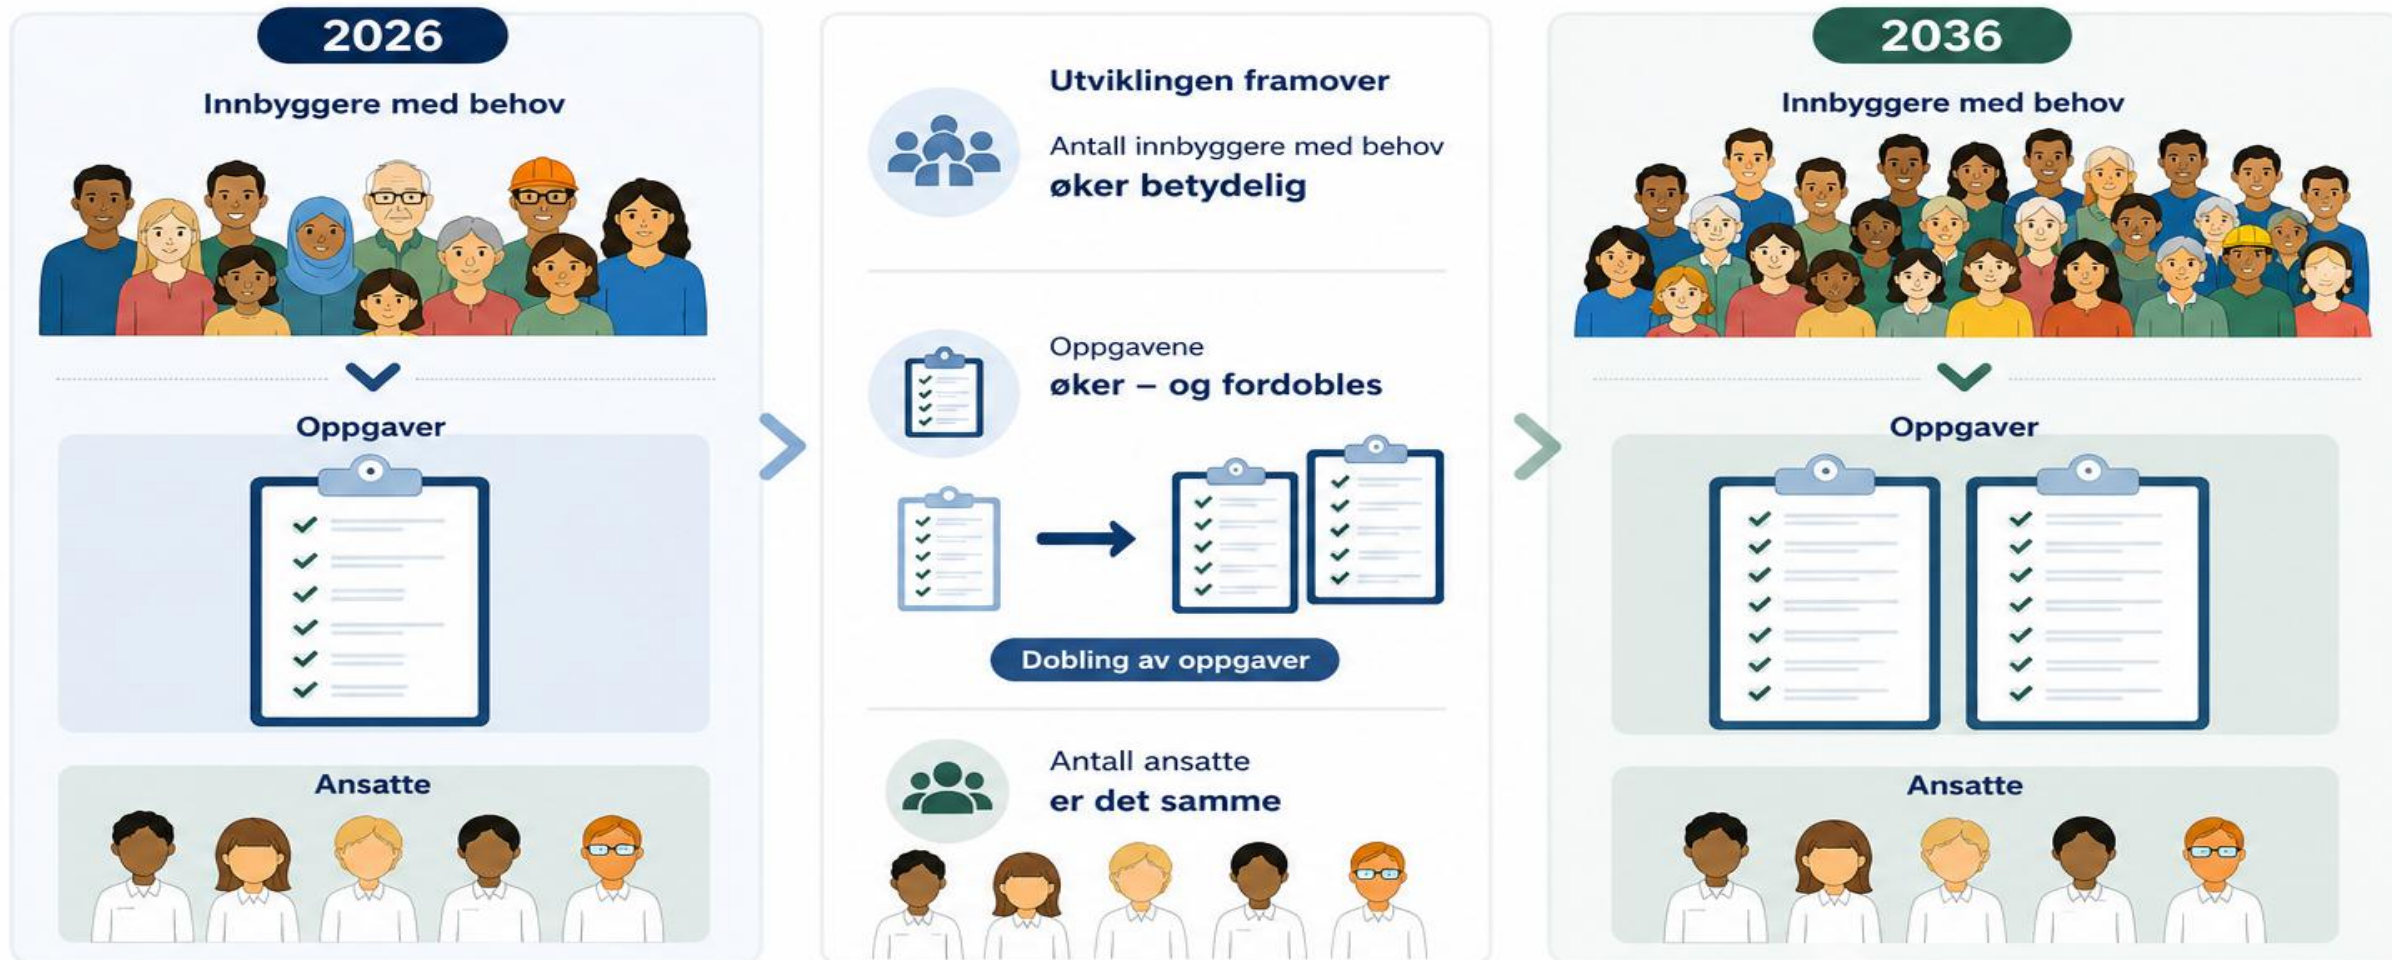 2026
Innbyggere med behov
Oppgaver
Ansatte
Utviklingen framover
Antall innbyggere med behov
øker betydelig
Oppgavene
øker – og fordobles
Dobling av oppgaver
Antall ansatte
er det samme
2036
Innbyggere med behov
Oppgaver
Ansatte